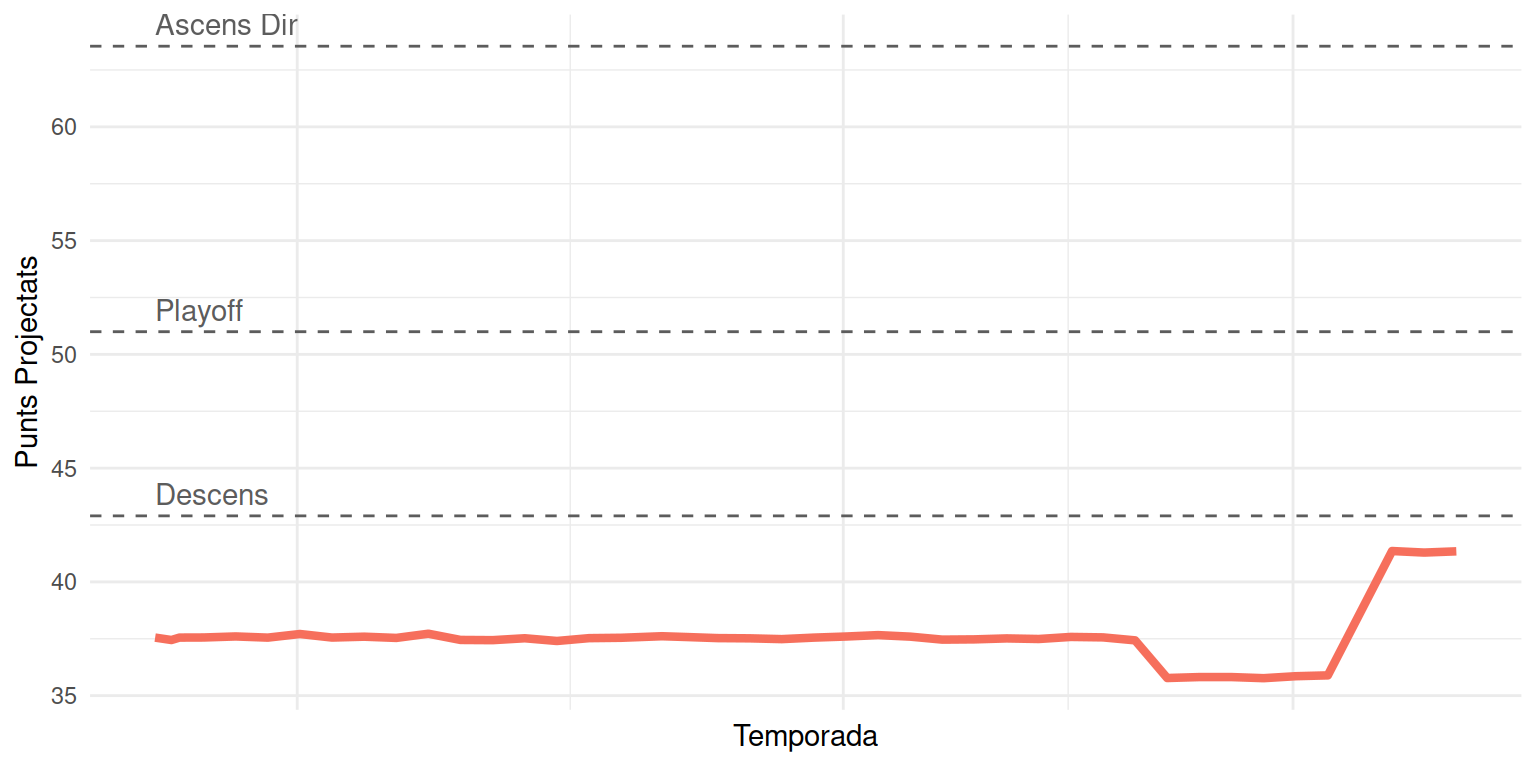 Ascens Dir
60
55
Playoff
50
45
Descens
40
35
Punts Projectats
Temporada